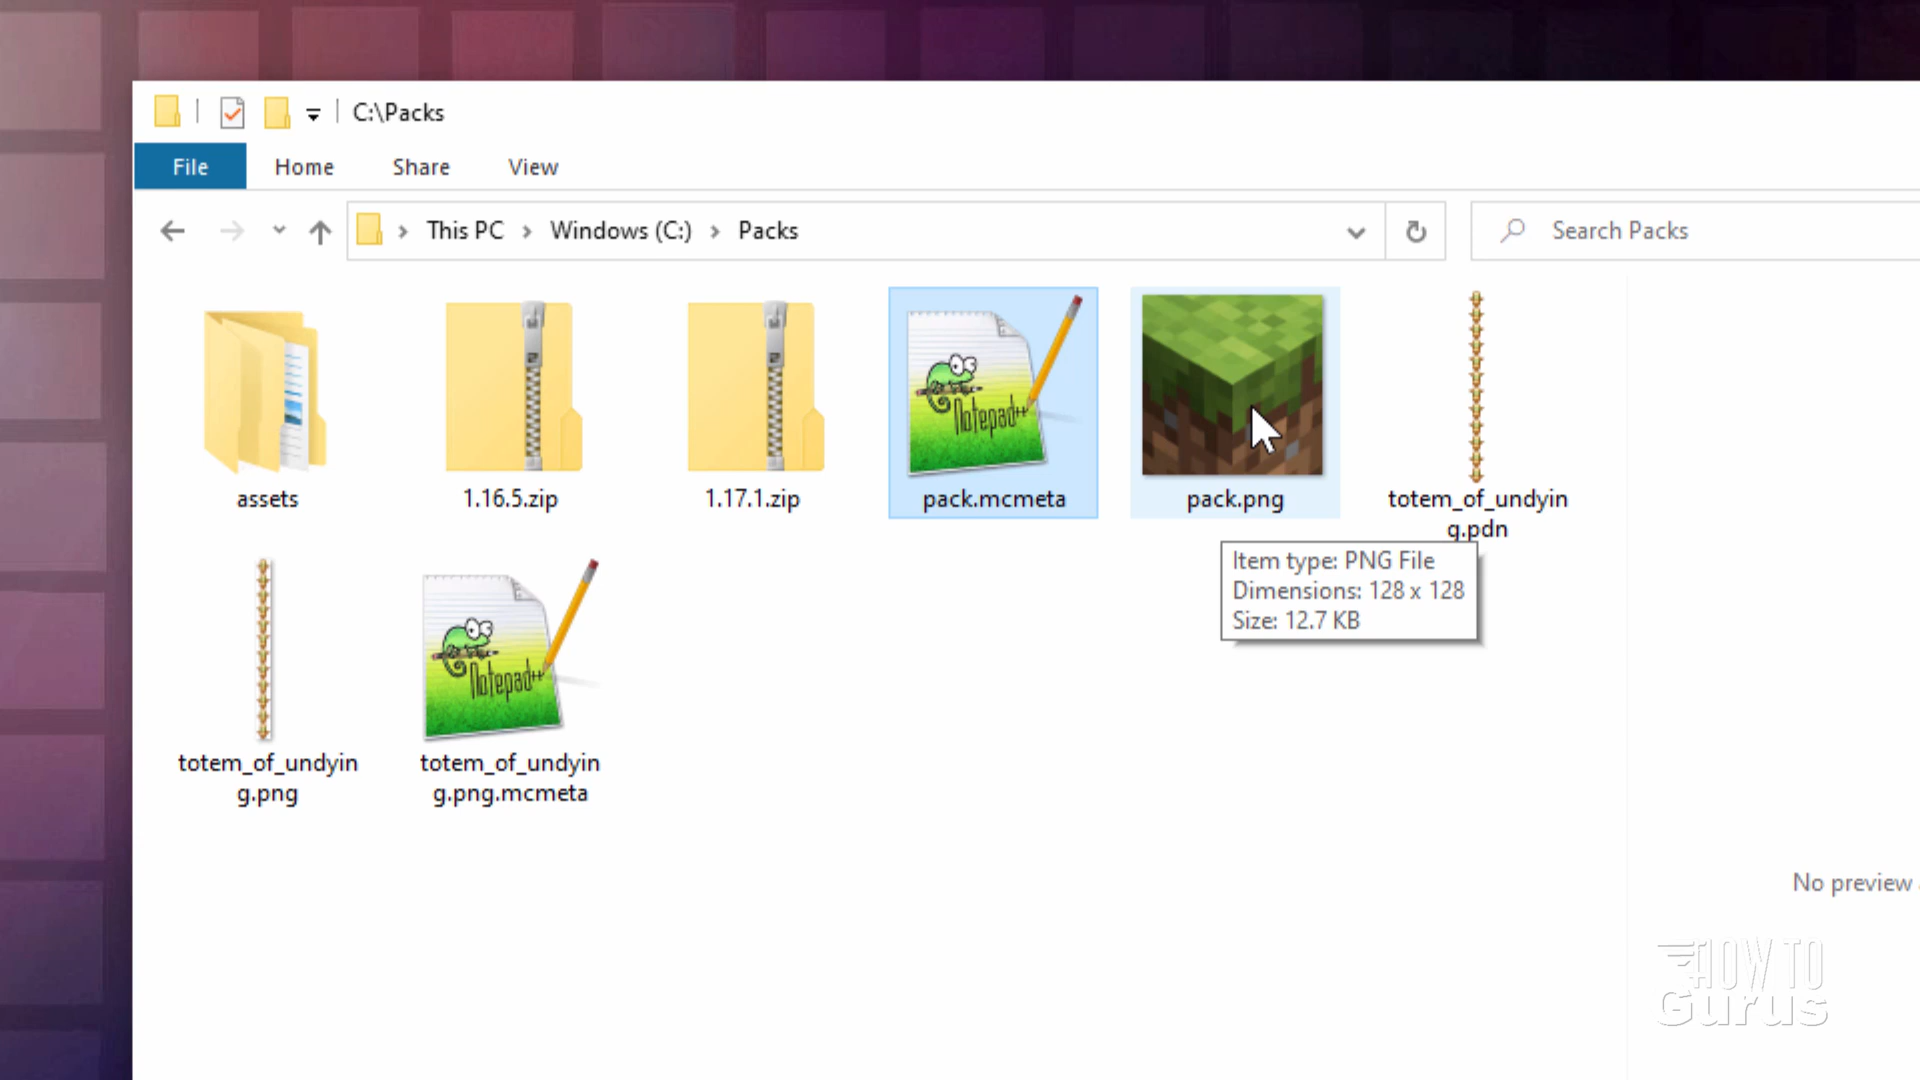 C:\Packs
File Home Share View
This PC Windows (C:) Packs
Search Packs
Notepad++
assets 1.16.5.zip 1.17.1.zip pack.mcmeta pack.png totem_of_undyin
g.pdn
Item type: PNG File
Dimensions: 128 x 128
Size: 12.7 KB
Notepad++
totem_of_undyin totem_of_undyin
g.png g.png.mcmeta
No preview
HOW TO
Gurus